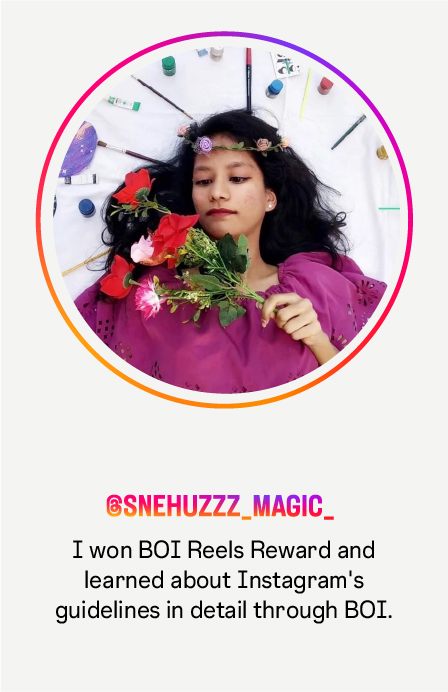 @SNEHUZZZ_MAGIC_
I won BOI Reels Reward and
learned about Instagram's
guidelines in detail through BOI.